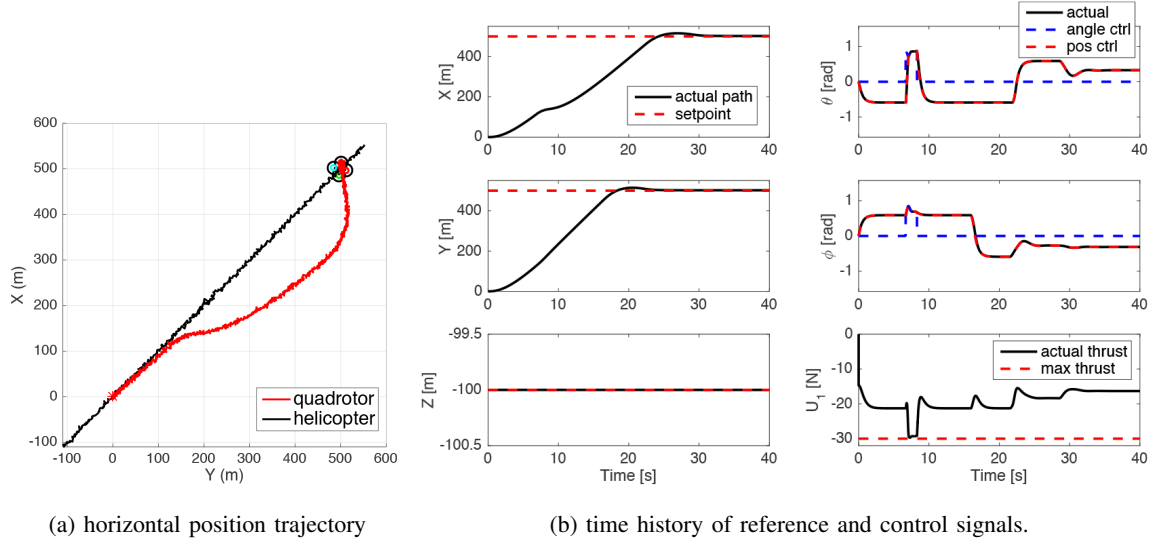 600
500
400
300
200
100
0
-100
X (m)
-100 0 100 200 300 400 500 600
Y (m)
quadrotor
helicopter
(a) horizontal position trajectory
400
200
0
X [m]
0 10 20 30 40
actual path
setpoint
400
200
0
Y [m]
0 10 20 30 40
-99.5
-100
-100.5
Z [m]
0 10 20 30 40
Time [s]
1
0
-1
θ [rad]
0 10 20 30 40
actual
angle ctrl
pos ctrl
1
0
-1
ϕ [rad]
0 10 20 30 40
0
-10
-20
-30
U_1 [N]
0 10 20 30 40
Time [s]
actual thrust
max thrust
(b) time history of reference and control signals.